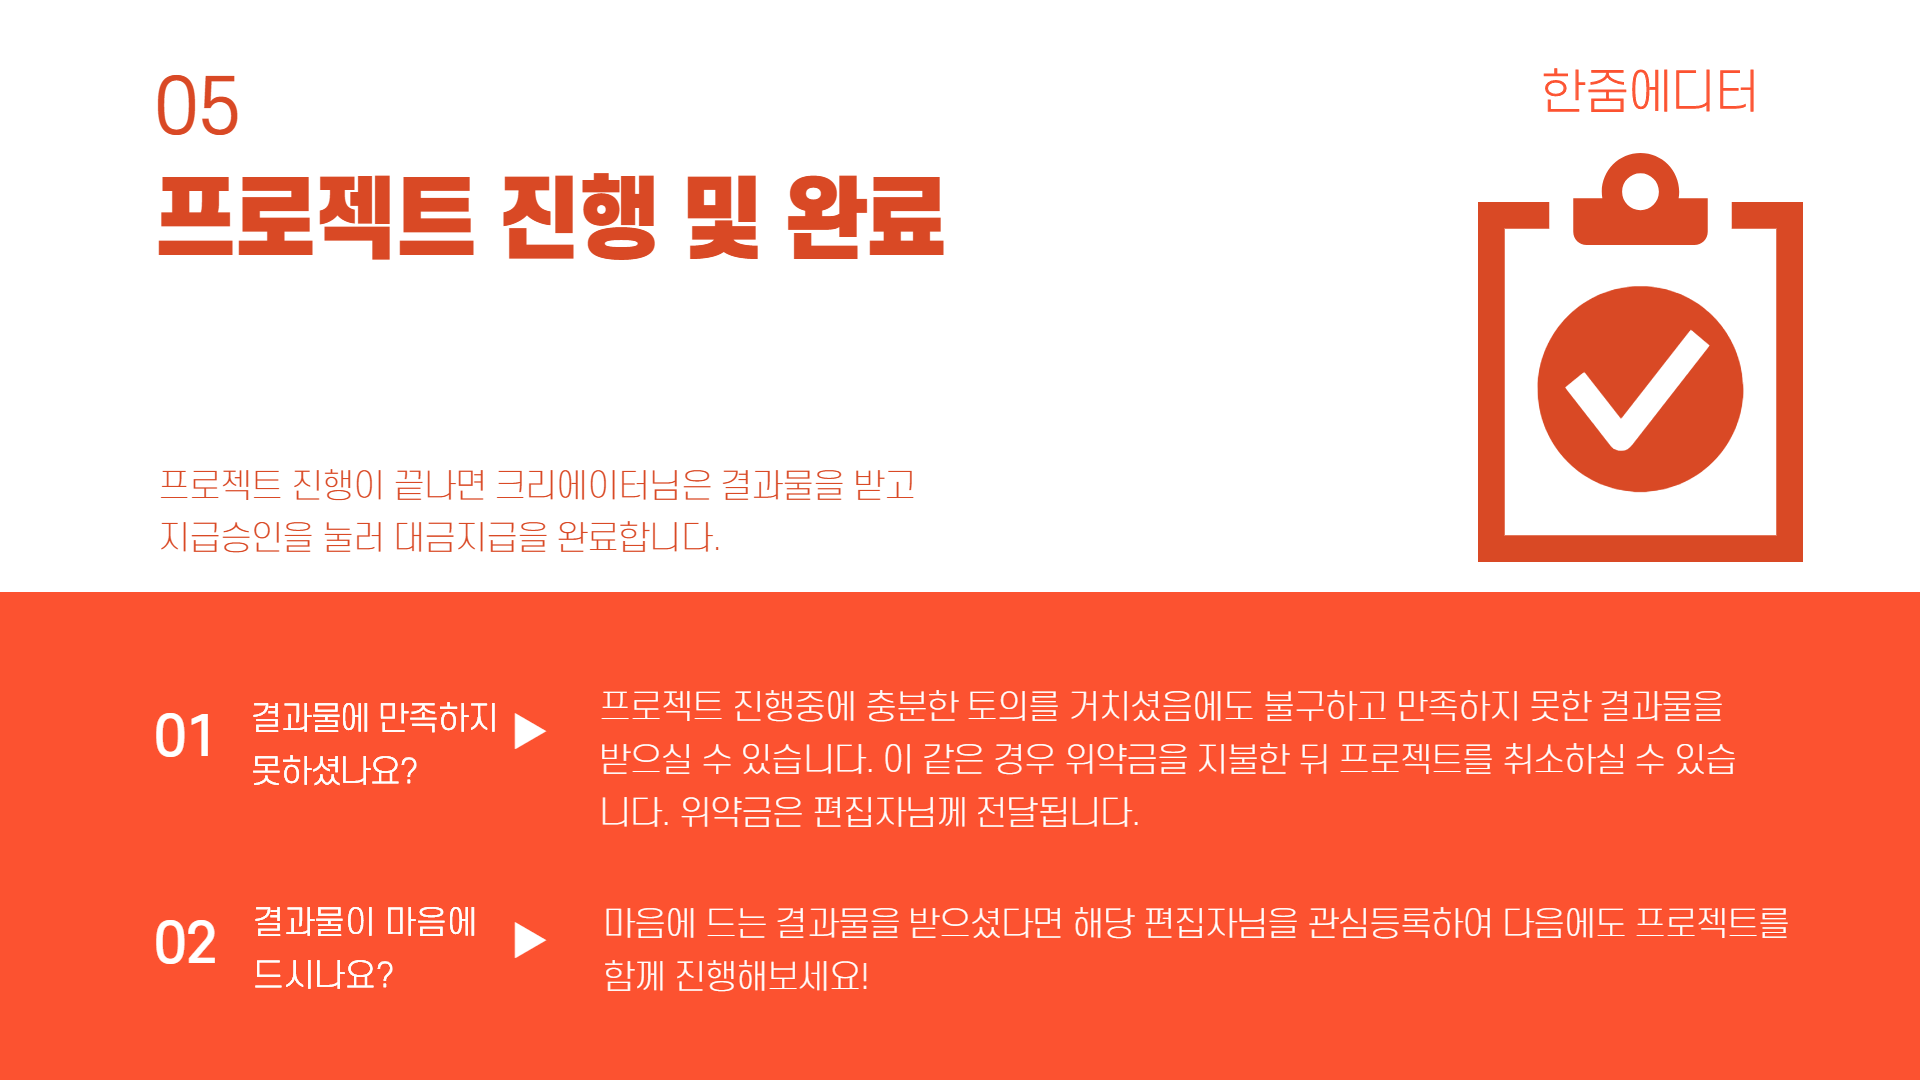 05
한줌에디터
프로젝트 진행 및 완료
프로젝트 진행이 끝나면 크리에이터님은 결과물을 받고
지급승인을 눌러 대금지급을 완료합니다.
01
결과물에 만족하지
못하셨나요?
프로젝트 진행중에 충분한 토의를 거치셨음에도 불구하고 만족하지 못한 결과물을
받으실 수 있습니다. 이 같은 경우 위약금을 지불한 뒤 프로젝트를 취소하실 수 있습
니다. 위약금은 편집자님께 전달됩니다.
02
결과물이 마음에
드시나요?
마음에 드는 결과물을 받으셨다면 해당 편집자님을 관심등록하여 다음에도 프로젝트를
함께 진행해보세요!